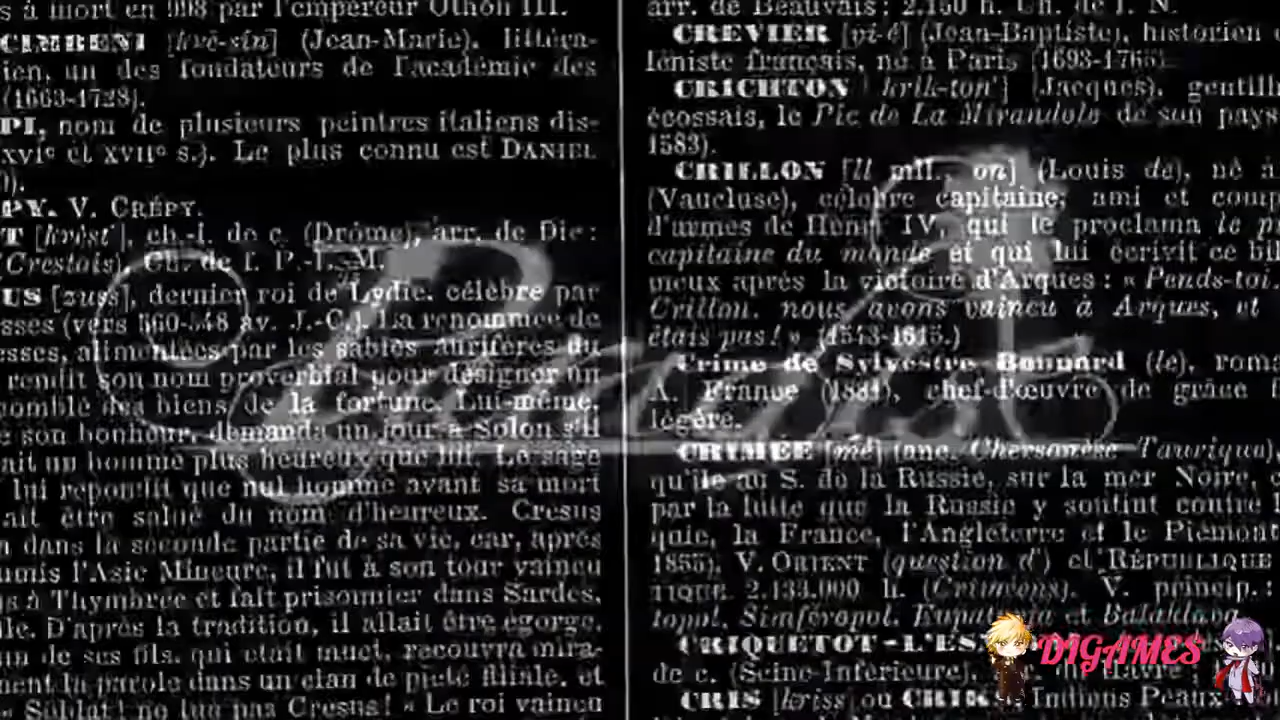 à mort en 998 par l'empereur Othon III.
(Jean-Marie), littéra-
ien, un des fondateurs de l'académie des
(1663-1728).
PI, nom de plusieurs peintres italiens dis-
xviᵉ et xviiᵉ s.). Le plus connu est DANIEL
PY. V. CRÉPY.
T ch.-l. de c. (Drôme), arr. de Die;
(Crestois). Ch. de f. P.-L. M.
US [zuss], dernier roi de Lydie, célèbre par
sses (vers 560-548 av. J.-C.). La renommée de
esses, alimentées par les sables aurifères du
rendit son nom proverbial pour désigner un
comblé des biens de la fortune. Lui-même,
e son bonheur, demanda un jour à Solon s'il
ait un homme plus heureux que lui. Le sage
lui répondit que nul homme avant sa mort
ait être salué du nom d'heureux. Crésus
n dans la seconde partie de sa vie, car, après
umis l'Asie Mineure, il fut à son tour vaincu
s à Thymbrée et fait prisonnier dans Sardes.
lle. D'après la tradition, il allait être égorgé,
un de ses fils, qui était muet, recouvra mira-
ment la parole dans un élan de piété filiale, et
« Soldat! ne tue pas Crésus! » Le roi vaincu
arr. de Beauvais; 2.150 h. Ch. de f. N.
CREVIER [vi-é] (Jean-Baptiste), historien
léniste français, né à Paris (1693-1765).
CRICHTON [krik-ton'] (Jacques), gentilh
écossais, le Pic de La Mirandole de son pays
1583).
CRILLON [ll mll., on] (Louis de), né à
(Vaucluse), célèbre capitaine, ami et comp
d'armes de Henri IV, qui le proclama le p
capitaine du monde et qui lui écrivit ce bil
meux après la victoire d'Arques : « Pends-toi,
Crillon, nous avons vaincu à Arques, et
étais pas! » (1543-1615.)
Crime de Sylvestre Bonnard (le), roma
A. France (1881), chef-d'œuvre de grâce
légère.
CRIMÉE [mé] (anc. Chersonèse Taurique)
qu'île au S. de la Russie, sur la mer Noire,
par la lutte que la Russie y soutint contre
quie, la France, l'Angleterre et le Piémont
1855). V. ORIENT (question d') et RÉPUBLIQUE
TIQUE. 2.133.000 h. (Criméens). V. princip.:
topol, Simféropol, Eupatoria et Balaklava
CRIQUETOT-L'ES
de c. (Seine-Inférieure),
CRIS [kriss] ou Indiens Peaux
DIGAMES